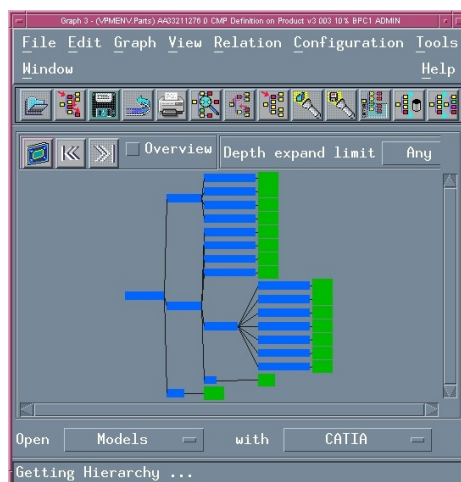 Graph 3 - (VPMENV.Parts) AA33211276 0 CMP Definition on Product v3 003 10% BPC1 ADMIN
File Edit Graph View Relation Configuration Tools
Window Help
Overview Depth expand limit Any
Open Models with CATIA
Getting Hierarchy ...